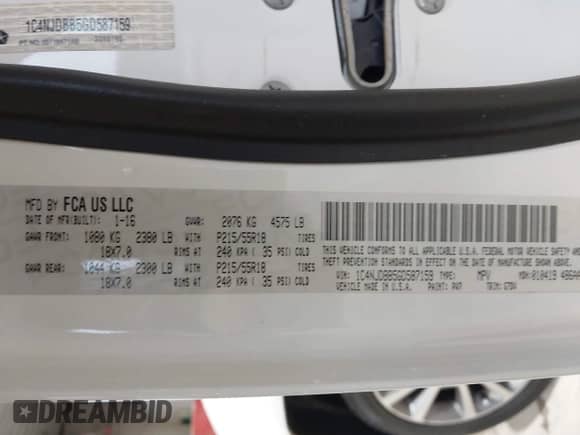 1C4NJDBB5GD587159
MFD BY FCA US LLC
DATE OF MFR(BUILT): 1-16 GVWR: 2076 KG 4575 LB
GAWR FRONT: 1080 KG 2380 LB WITH P215/55R18 TIRES
18X7.0 RIMS AT 240 KPA ( 35 PSI) COLD
GAWR REAR: 1044 KG 2300 LB WITH P215/55R18 TIRES
18X7.0 RIMS AT 240 KPA ( 35 PSI) COLD
THIS VEHICLE CONFORMS TO ALL APPLICABLE U.S.A. FEDERAL MOTOR VEHICLE SAFETY AND
THEFT PREVENTION STANDARDS IN EFFECT ON THE DATE OF MANUFACTURE SHOWN ABOVE.
VIN: 1C4NJDBB5GD587159 TYPE: MPV MDH:010419
VEHICLE MADE IN U.S.A. PAINT: PW7 TRIM:
DREAMBID